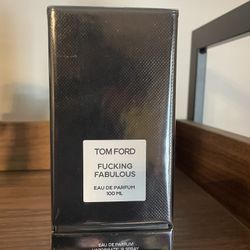 TOM FORD
FUCKING
FABULOUS
EAU DE PARFUM
100 ML
EAU DE PARFUM